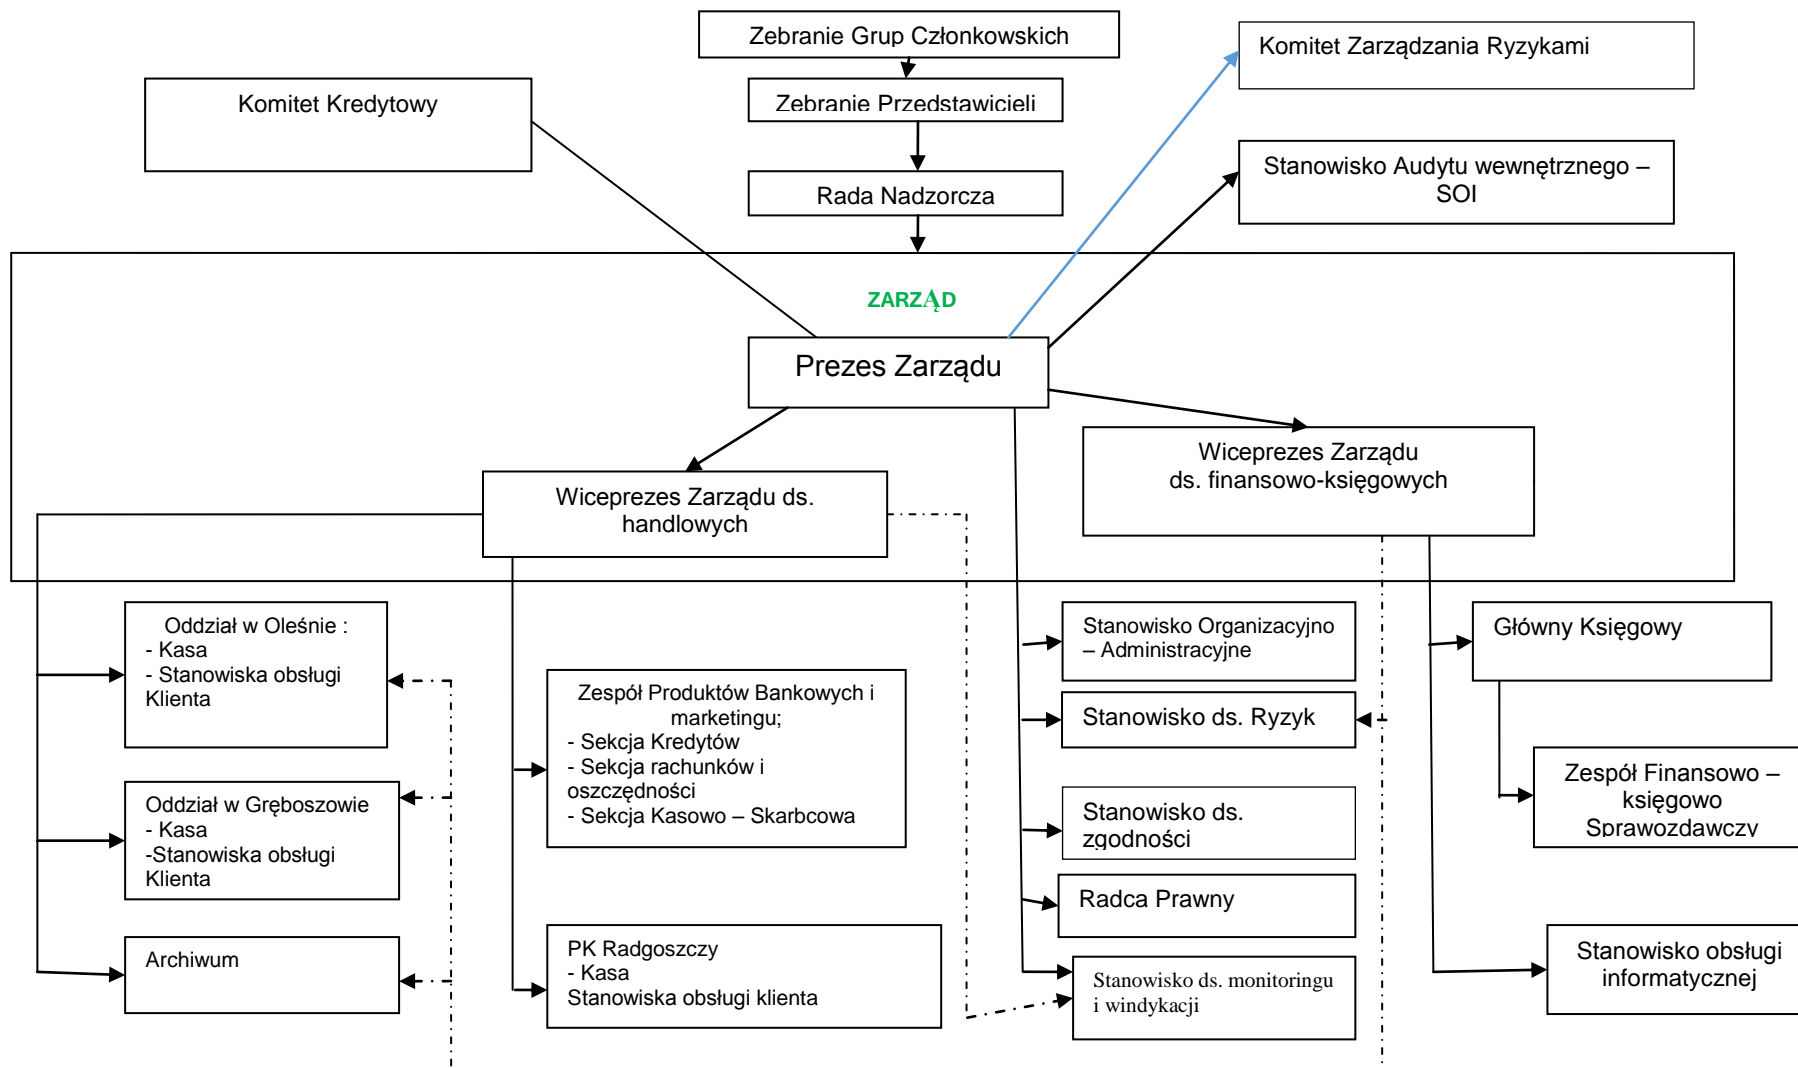 Zebranie Grup Członkowskich
Komitet Zarządzania Ryzykami
Komitet Kredytowy
Zebranie Przedstawicieli
Stanowisko Audytu wewnętrznego –
SOI
Rada Nadzorcza
ZARZĄD
Prezes Zarządu
Wiceprezes Zarządu
ds. finansowo-księgowych
Wiceprezes Zarządu ds.
handlowych
Oddział w Oleśnie :
- Kasa
- Stanowiska obsługi
Klienta
Oddział w Gręboszowie
- Kasa
-Stanowiska obsługi
Klienta
Archiwum
Zespół Produktów Bankowych i
marketingu;
- Sekcja Kredytów
- Sekcja rachunków i
oszczędności
- Sekcja Kasowo – Skarbcowa
PK Radgoszczy
- Kasa
Stanowiska obsługi klienta
Stanowisko Organizacyjno
– Administracyjne
Stanowisko ds. Ryzyk
Stanowisko ds.
zgodności
Radca Prawny
Stanowisko ds. monitoringu
i windykacji
Główny Księgowy
Zespół Finansowo –
księgowo
Sprawozdawczy
Stanowisko obsługi
informatycznej